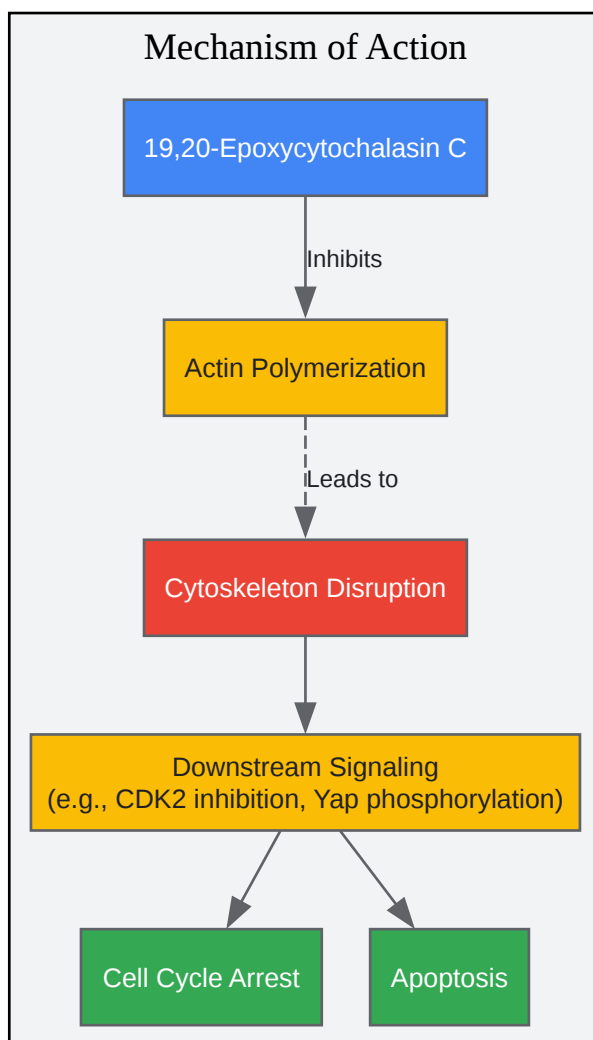 Mechanism of Action
19,20-Epoxycytochalasin C
Inhibits
Actin Polymerization
Leads to
Cytoskeleton Disruption
Downstream Signaling
(e.g., CDK2 inhibition, Yap phosphorylation)
Cell Cycle Arrest
Apoptosis